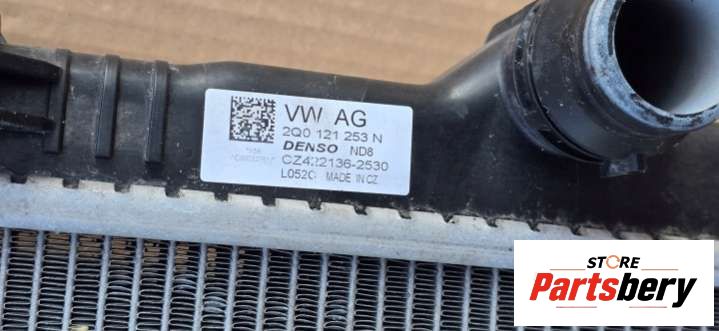 VW AG
2Q0 121 253 N
DENSO ND8
CZ422136-2530
L052C MADE IN CZ
STORE
Partsbery